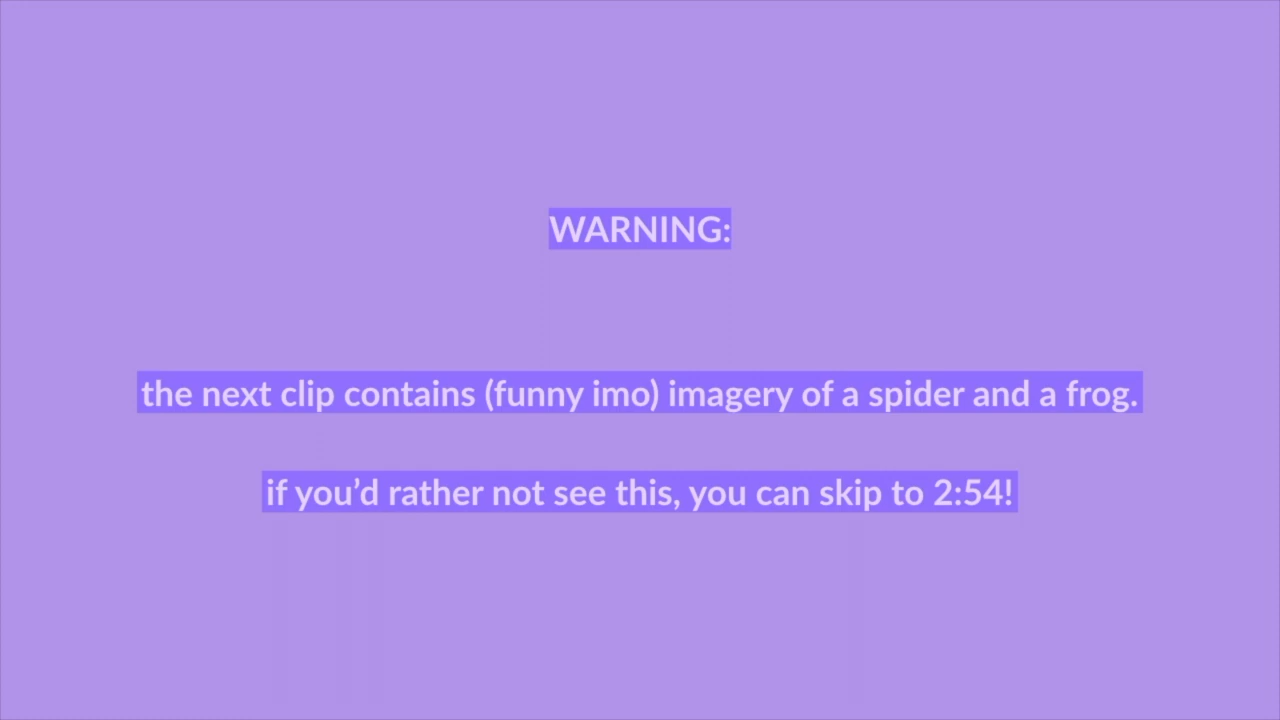 WARNING:
the next clip contains (funny imo) imagery of a spider and a frog.
if you’d rather not see this, you can skip to 2:54!